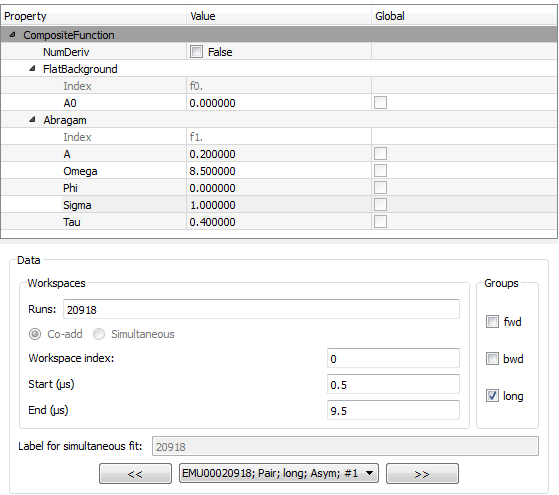 Property Value Global
CompositeFunction
NumDeriv False
FlatBackground
Index f0.
A0 0.000000
Abragam
Index f1.
A 0.200000
Omega 8.500000
Phi 0.000000
Sigma 1.000000
Tau 0.400000
Data
Workspaces Groups
Runs: 20918
fwd
Co-add Simultaneous
Workspace index: 0 bwd
Start (µs) 0.5
long
End (µs) 9.5
Label for simultaneous fit: 20918
<< EMU00020918; Pair; long; Asym; #1 >>